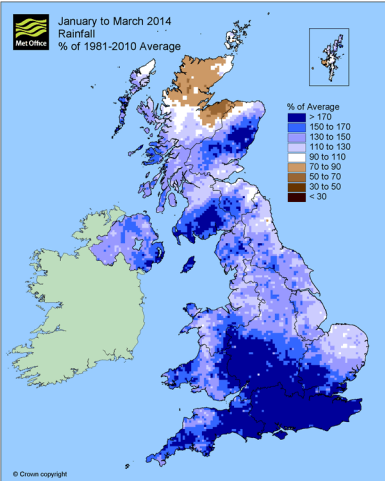 January to March 2014
Rainfall
% of 1981-2010 Average
Met Office
% of Average
> 170
150 to 170
130 to 150
110 to 130
90 to 110
70 to 90
50 to 70
30 to 50
< 30
© Crown copyright